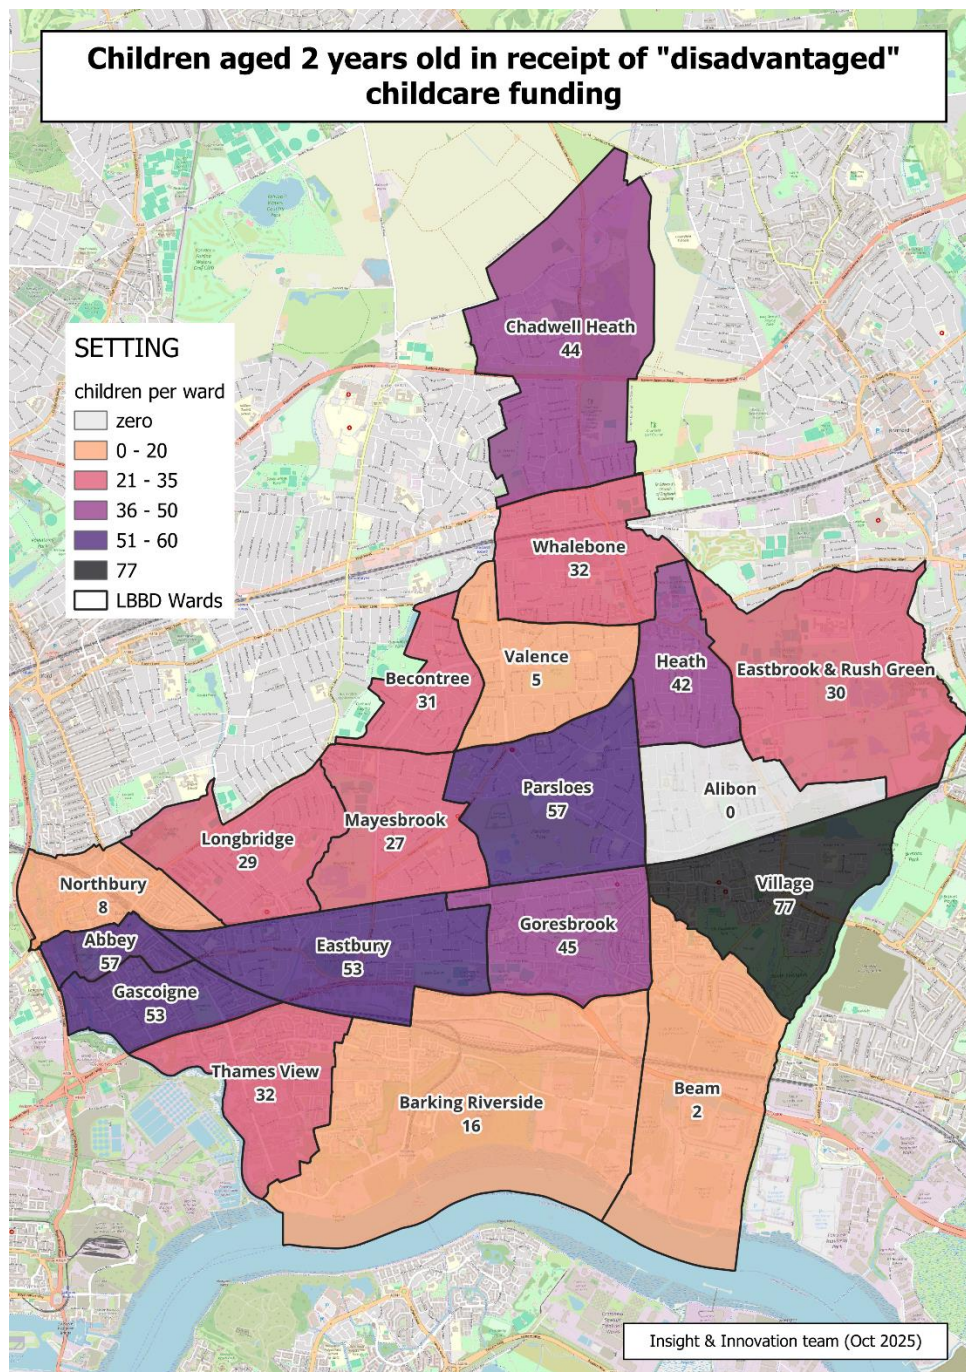 Children aged 2 years old in receipt of "disadvantaged"
childcare funding
SETTING
children per ward
zero
0 - 20
21 - 35
36 - 50
51 - 60
77
LBBD Wards
Chadwell Heath
44
Whalebone
32
Becontree
31
Valence
5
Heath
42
Eastbrook & Rush Green
30
Parsloes
57
Alibon
0
Mayesbrook
27
Longbridge
29
Northbury
8
Village
77
Abbey
57
Eastbury
53
Goresbrook
45
Gascoigne
53
Thames View
32
Barking Riverside
16
Beam
2
Insight & Innovation team (Oct 2025)